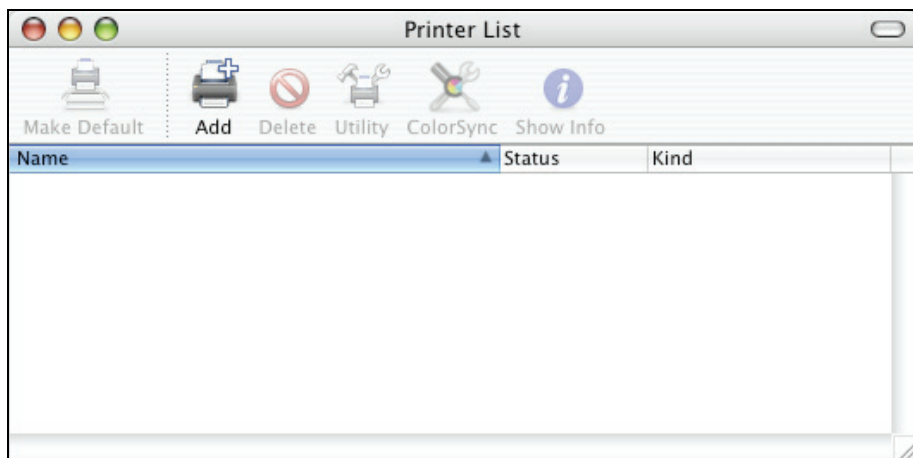 Printer List
Make Default Add Delete Utility ColorSync Show Info
Name Status Kind